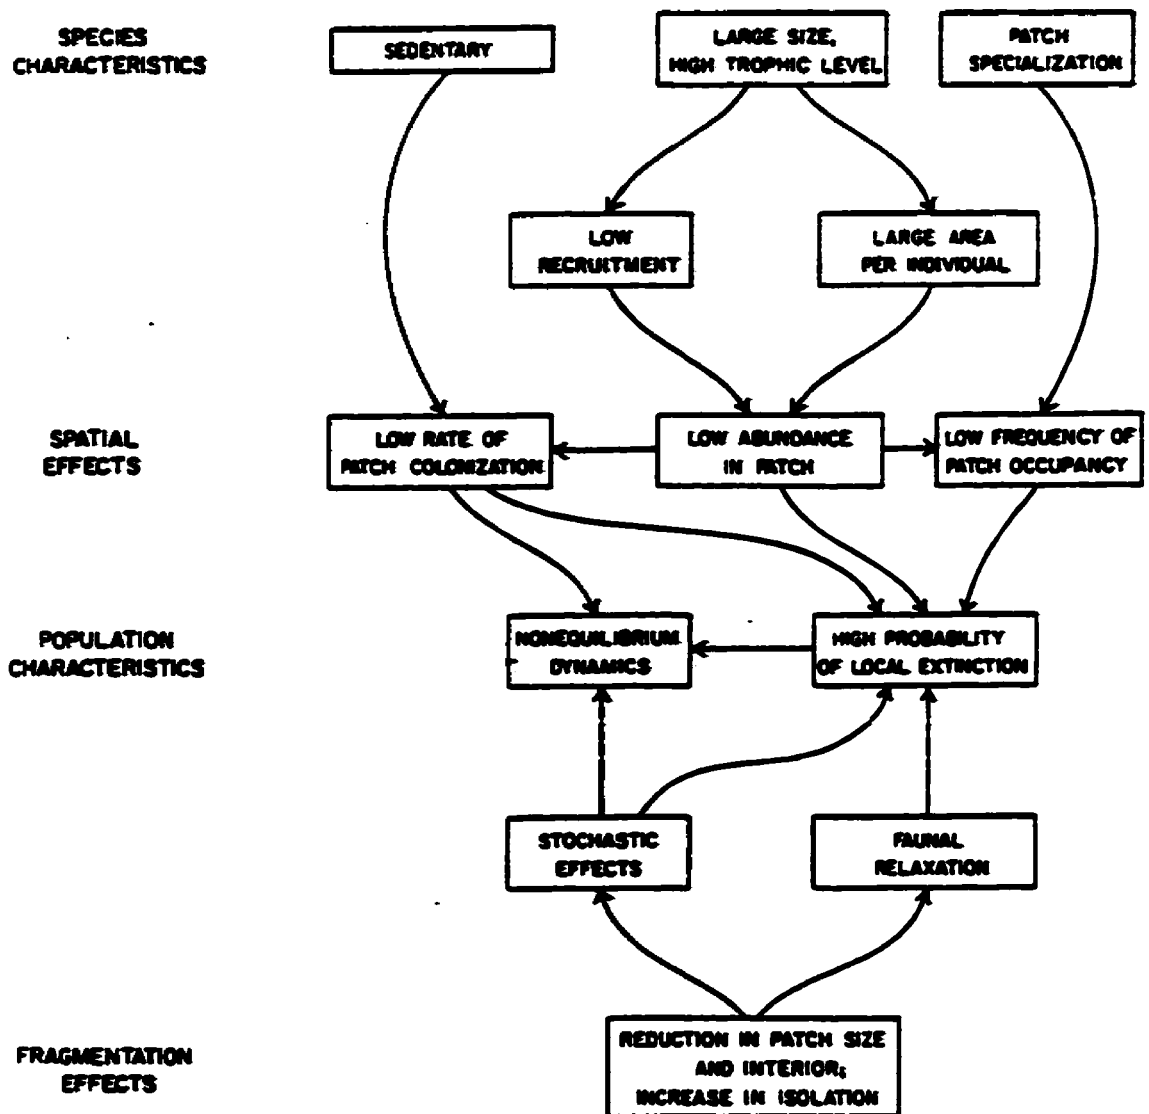 SPECIES
CHARACTERISTICS
SEDENTARY
LARGE SIZE,
HIGH TROPHIC LEVEL
PATCH
SPECIALIZATION
LOW
RECRUITMENT
LARGE AREA
PER INDIVIDUAL
SPATIAL
EFFECTS
LOW RATE OF
PATCH COLONIZATION
LOW ABUNDANCE
IN PATCH
LOW FREQUENCY OF
PATCH OCCUPANCY
POPULATION
CHARACTERISTICS
NONEQUILIBRIUM
DYNAMICS
HIGH PROBABILITY
OF LOCAL EXTINCTION
STOCHASTIC
EFFECTS
FAUNAL
RELAXATION
FRAGMENTATION
EFFECTS
REDUCTION IN PATCH SIZE
AND INTERIOR;
INCREASE IN ISOLATION